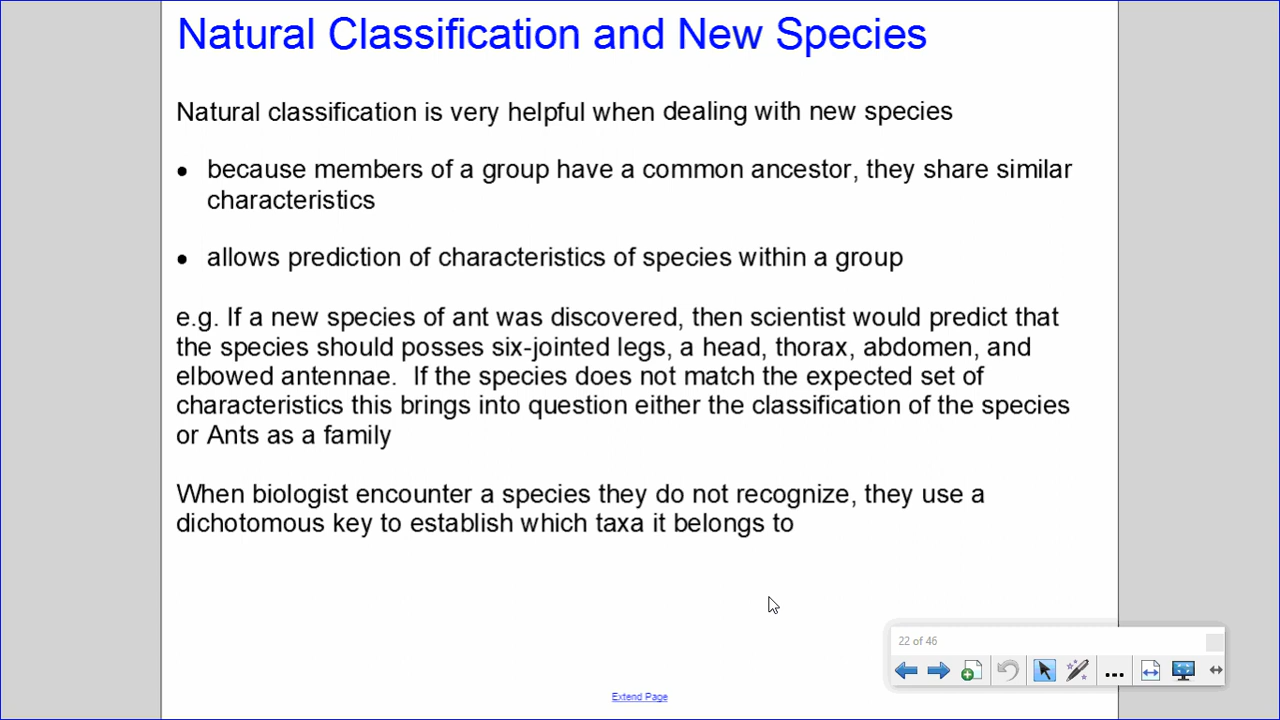 Natural Classification and New Species
Natural classification is very helpful when dealing with new species
• because members of a group have a common ancestor, they share similar
characteristics
• allows prediction of characteristics of species within a group
e.g. If a new species of ant was discovered, then scientist would predict that
the species should posses six-jointed legs, a head, thorax, abdomen, and
elbowed antennae.  If the species does not match the expected set of
characteristics this brings into question either the classification of the species
or Ants as a family
When biologist encounter a species they do not recognize, they use a
dichotomous key to establish which taxa it belongs to
22 of 46
...
Extend Page